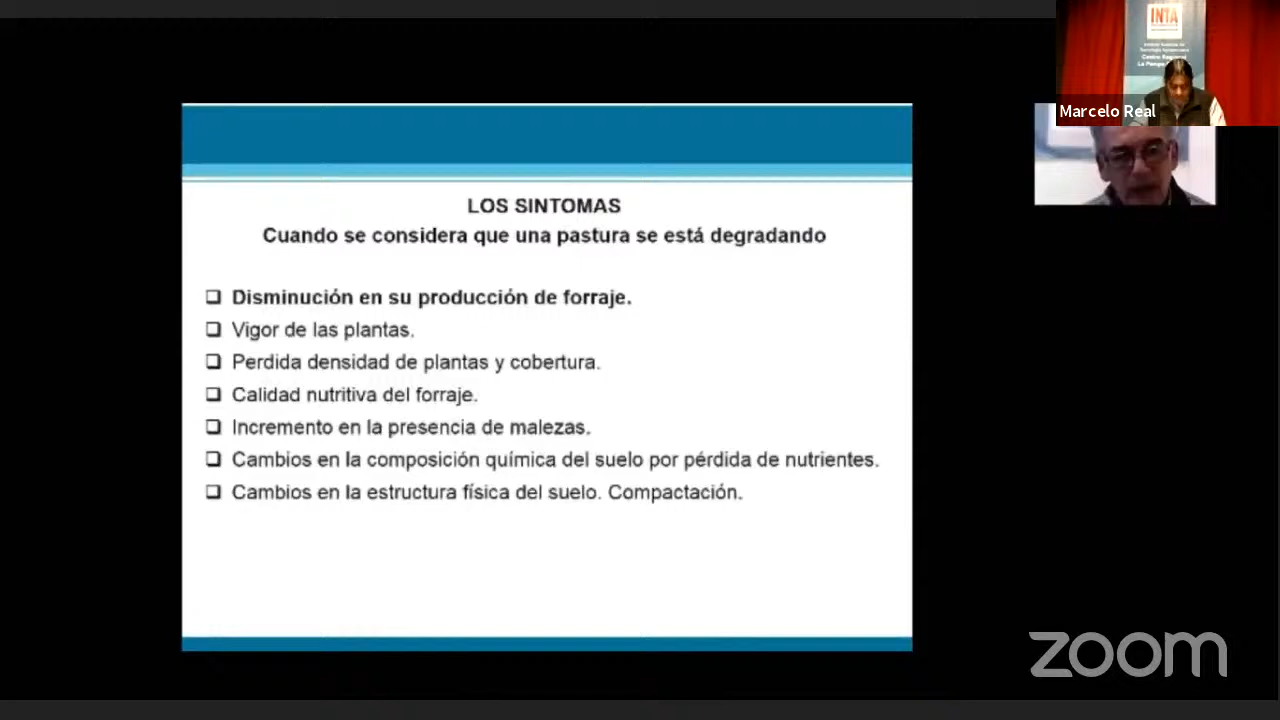 INTA
Centro Regional
Marcelo Real
LOS SINTOMAS
Cuando se considera que una pastura se está degradando
Disminución en su producción de forraje.
Vigor de las plantas.
Perdida densidad de plantas y cobertura.
Calidad nutritiva del forraje.
Incremento en la presencia de malezas.
Cambios en la composición química del suelo por pérdida de nutrientes.
Cambios en la estructura física del suelo. Compactación.
zoom